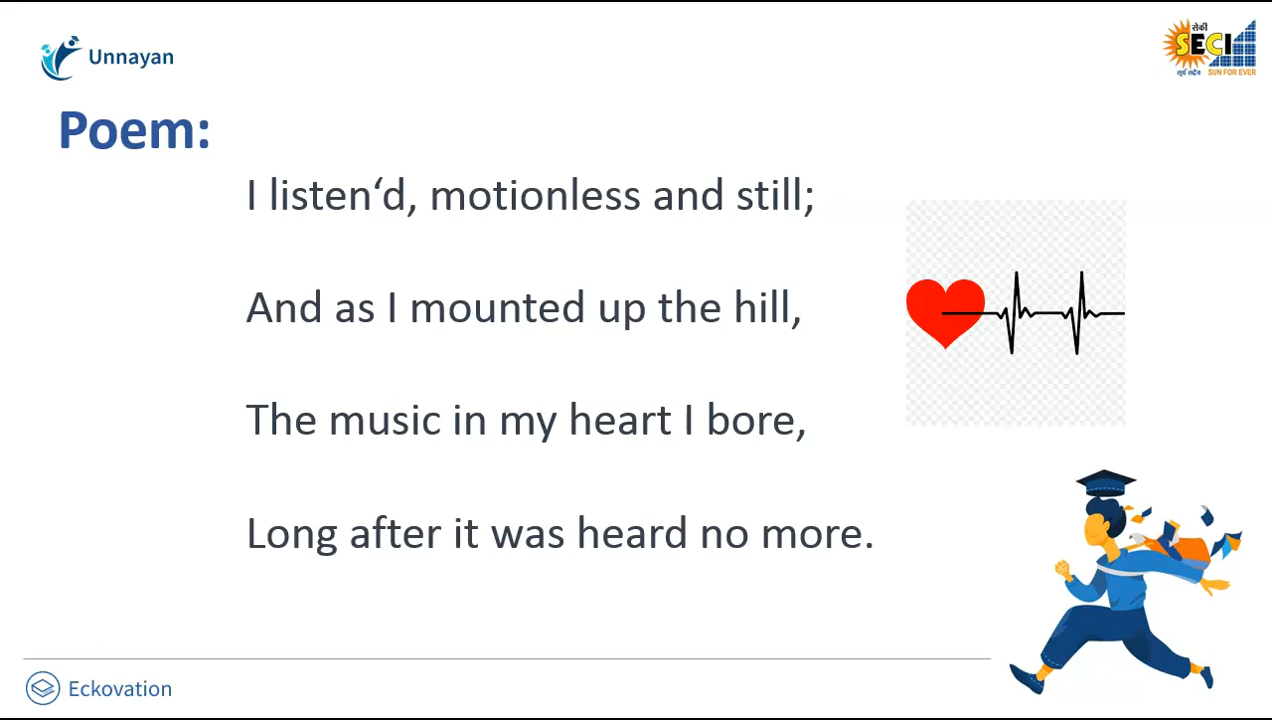 Unnayan
सेकी
SECI
सूर्य सदैव SUN FOR EVER
Poem:
I listen‘d, motionless and still;
And as I mounted up the hill,
The music in my heart I bore,
Long after it was heard no more.
Eckovation